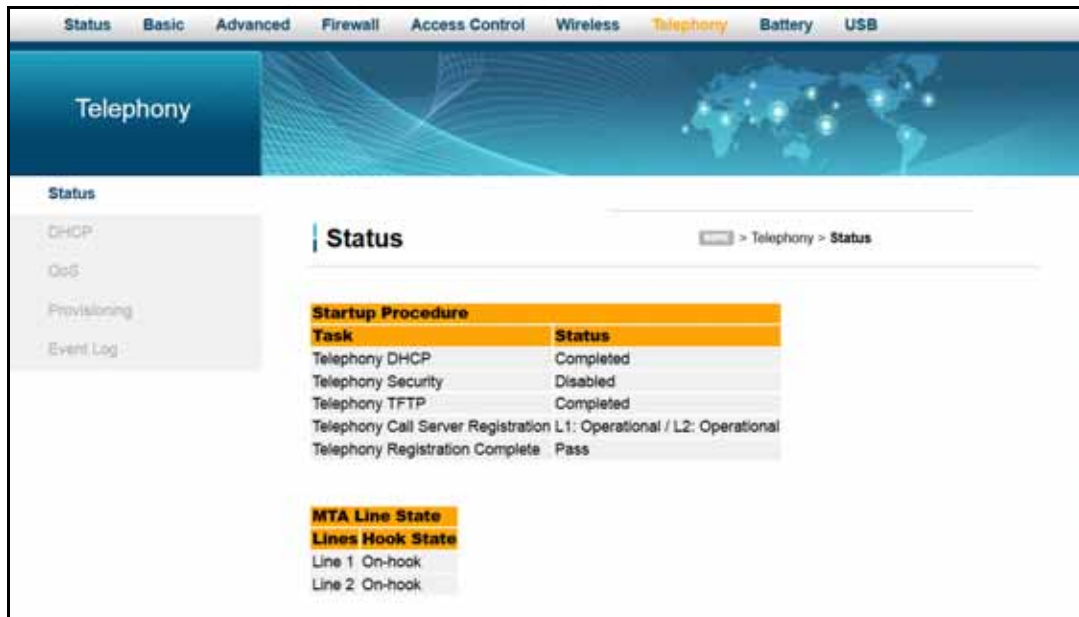 Status Basic Advanced Firewall Access Control Wireless Telephony Battery USB
Telephony
Status
DHCP
QoS
Provisioning
Event Log
Status
> Telephony > Status
Startup Procedure
Task Status
Telephony DHCP Completed
Telephony Security Disabled
Telephony TFTP Completed
Telephony Call Server Registration L1: Operational / L2: Operational
Telephony Registration Complete Pass
MTA Line State
Lines Hook State
Line 1 On-hook
Line 2 On-hook